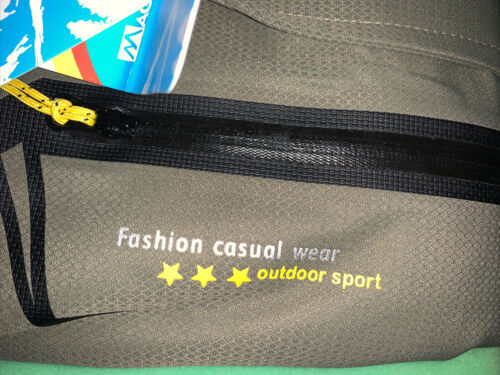 Fashion casual wear
outdoor sport